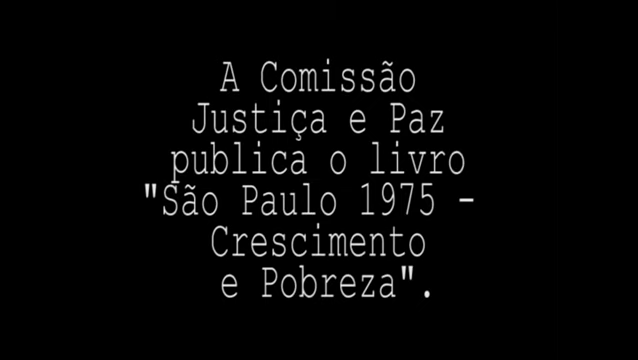 A Comissão
Justiça e Paz
publica o livro
"São Paulo 1975 -
Crescimento
e Pobreza".